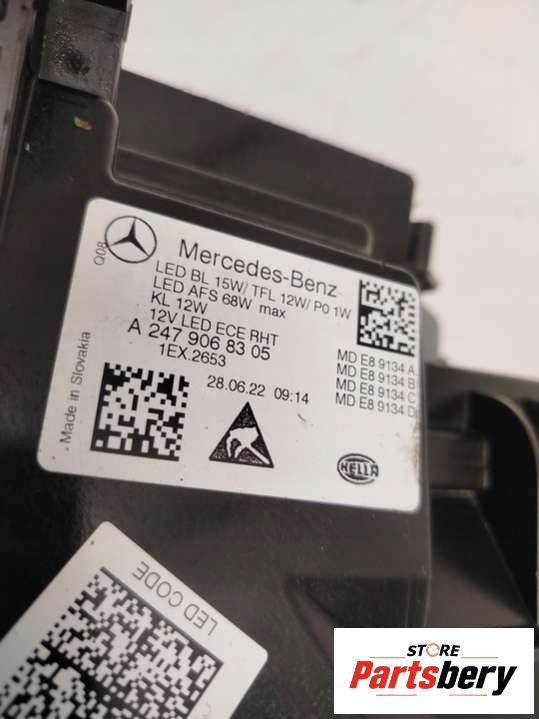 Q08
Mercedes-Benz
LED BL 15W/ TFL 12W/ P0 1W
LED AFS 68W max
KL 12W
12V LED ECE RHT
A 247 906 83 05
1EX.2653
28.06.22 09:14
MD E8 9134 A
MD E8 9134 B
MD E8 9134 C
MD E8 9134 D
Made in Slovakia
HELLA
LED CODE
STORE
Partsbery